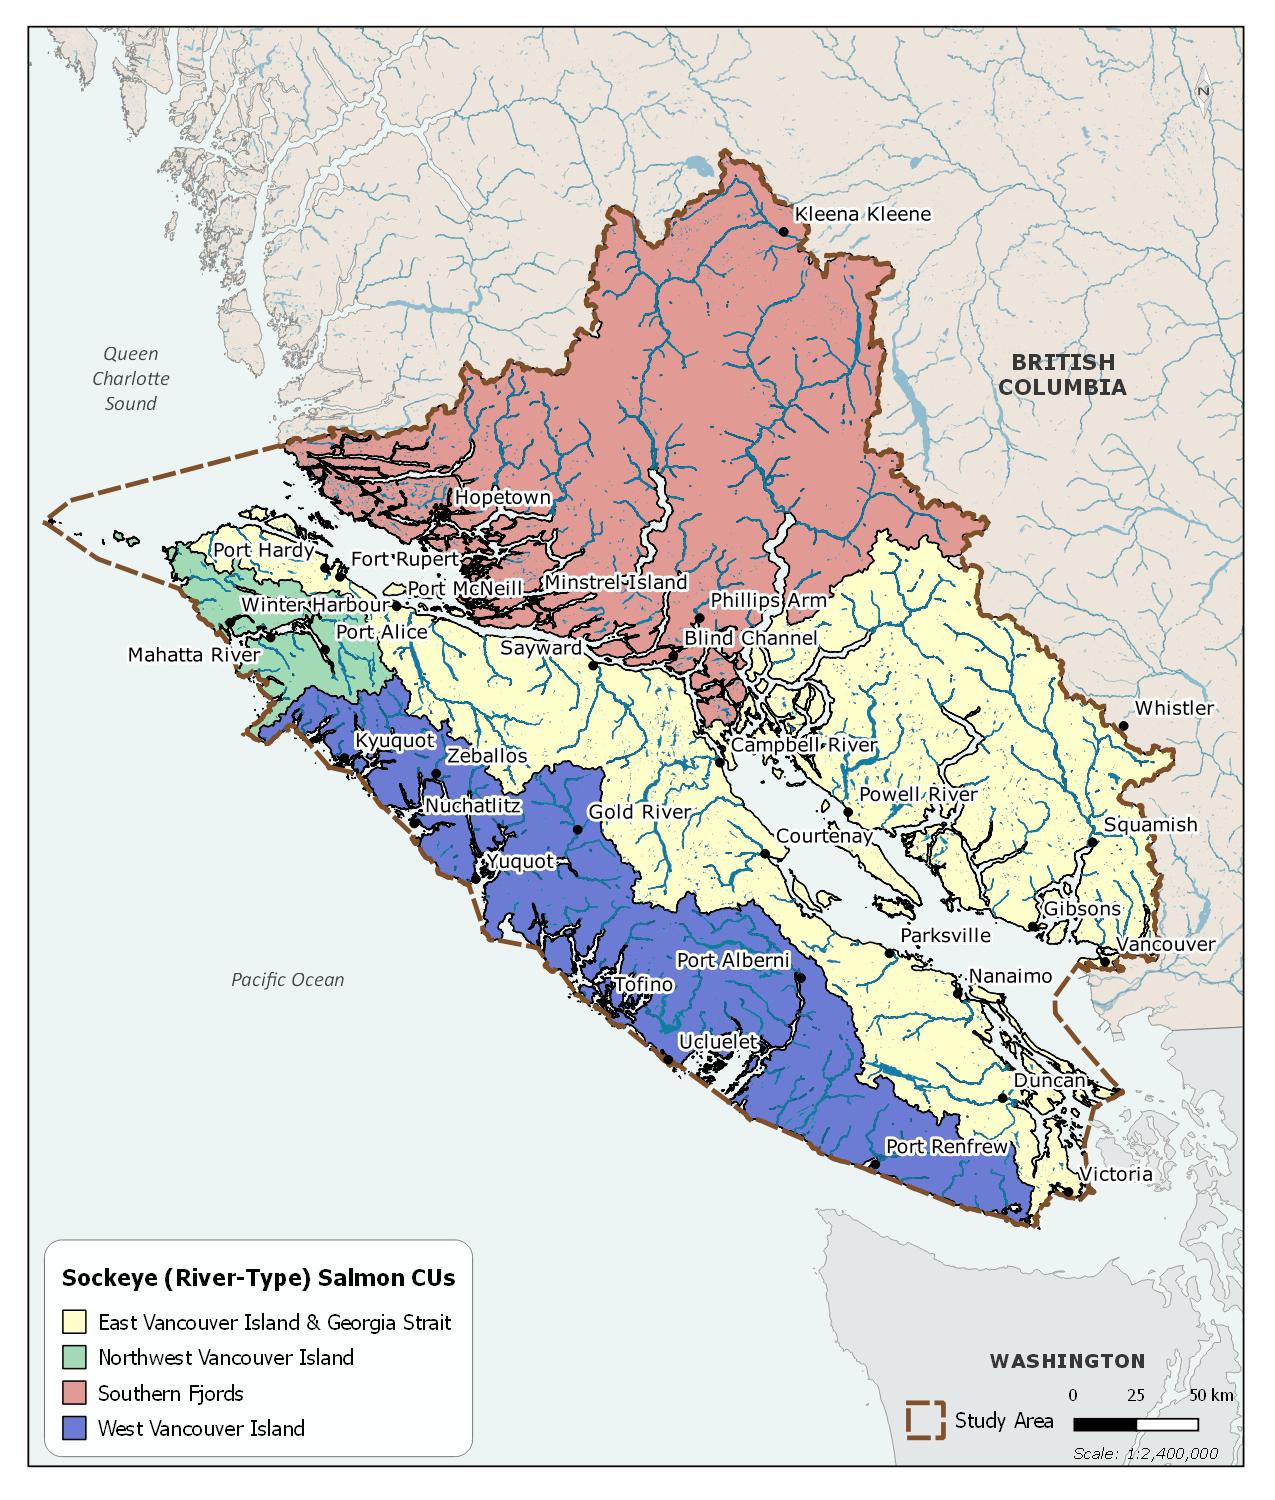 N
Kleena Kleene
Queen
Charlotte
Sound
BRITISH
COLUMBIA
Hopetown
Port Hardy
Fort Rupert
Port McNeill
Minstrel Island
Winter Harbour
Phillips Arm
Port Alice
Blind Channel
Mahatta River
Sayward
Whistler
Kyuquot
Zeballos
Campbell River
Nuchatlitz
Gold River
Powell River
Squamish
Courtenay
Yuquot
Gibsons
Parksville
Vancouver
Port Alberni
Nanaimo
Pacific Ocean
Tofino
Ucluelet
Duncan
Port Renfrew
Victoria
Sockeye (River-Type) Salmon CUs
East Vancouver Island & Georgia Strait
Northwest Vancouver Island
Southern Fjords
West Vancouver Island
WASHINGTON
0 25 50 km
Study Area
Scale: 1:2,400,000